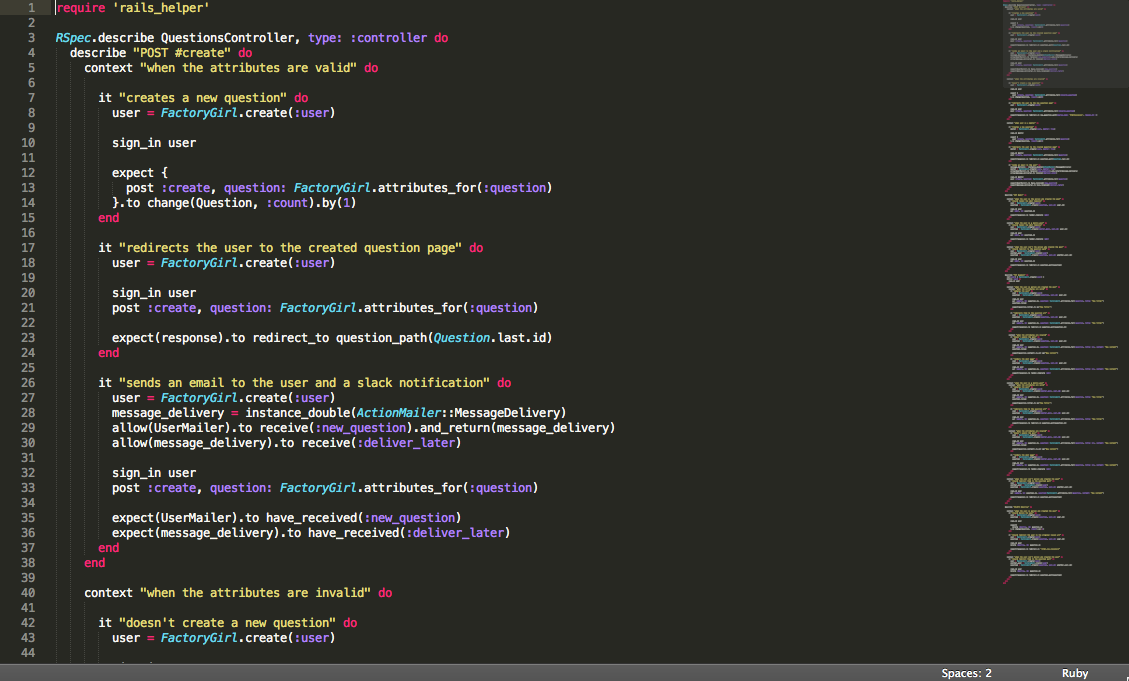 1 require 'rails_helper'
2
3 RSpec.describe QuestionsController, type: :controller do
4   describe "POST #create" do
5     context "when the attributes are valid" do
6
7       it "creates a new question" do
8         user = FactoryGirl.create(:user)
9
10         sign_in user
11
12         expect {
13           post :create, question: FactoryGirl.attributes_for(:question)
14         }.to change(Question, :count).by(1)
15       end
16
17       it "redirects the user to the created question page" do
18         user = FactoryGirl.create(:user)
19
20         sign_in user
21         post :create, question: FactoryGirl.attributes_for(:question)
22
23         expect(response).to redirect_to question_path(Question.last.id)
24       end
25
26       it "sends an email to the user and a slack notification" do
27         user = FactoryGirl.create(:user)
28         message_delivery = instance_double(ActionMailer::MessageDelivery)
29         allow(UserMailer).to receive(:new_question).and_return(message_delivery)
30         allow(message_delivery).to receive(:deliver_later)
31
32         sign_in user
33         post :create, question: FactoryGirl.attributes_for(:question)
34
35         expect(UserMailer).to have_received(:new_question)
36         expect(message_delivery).to have_received(:deliver_later)
37       end
38     end
39
40     context "when the attributes are invalid" do
41
42       it "doesn't create a new question" do
43         user = FactoryGirl.create(:user)
44
Spaces: 2 Ruby